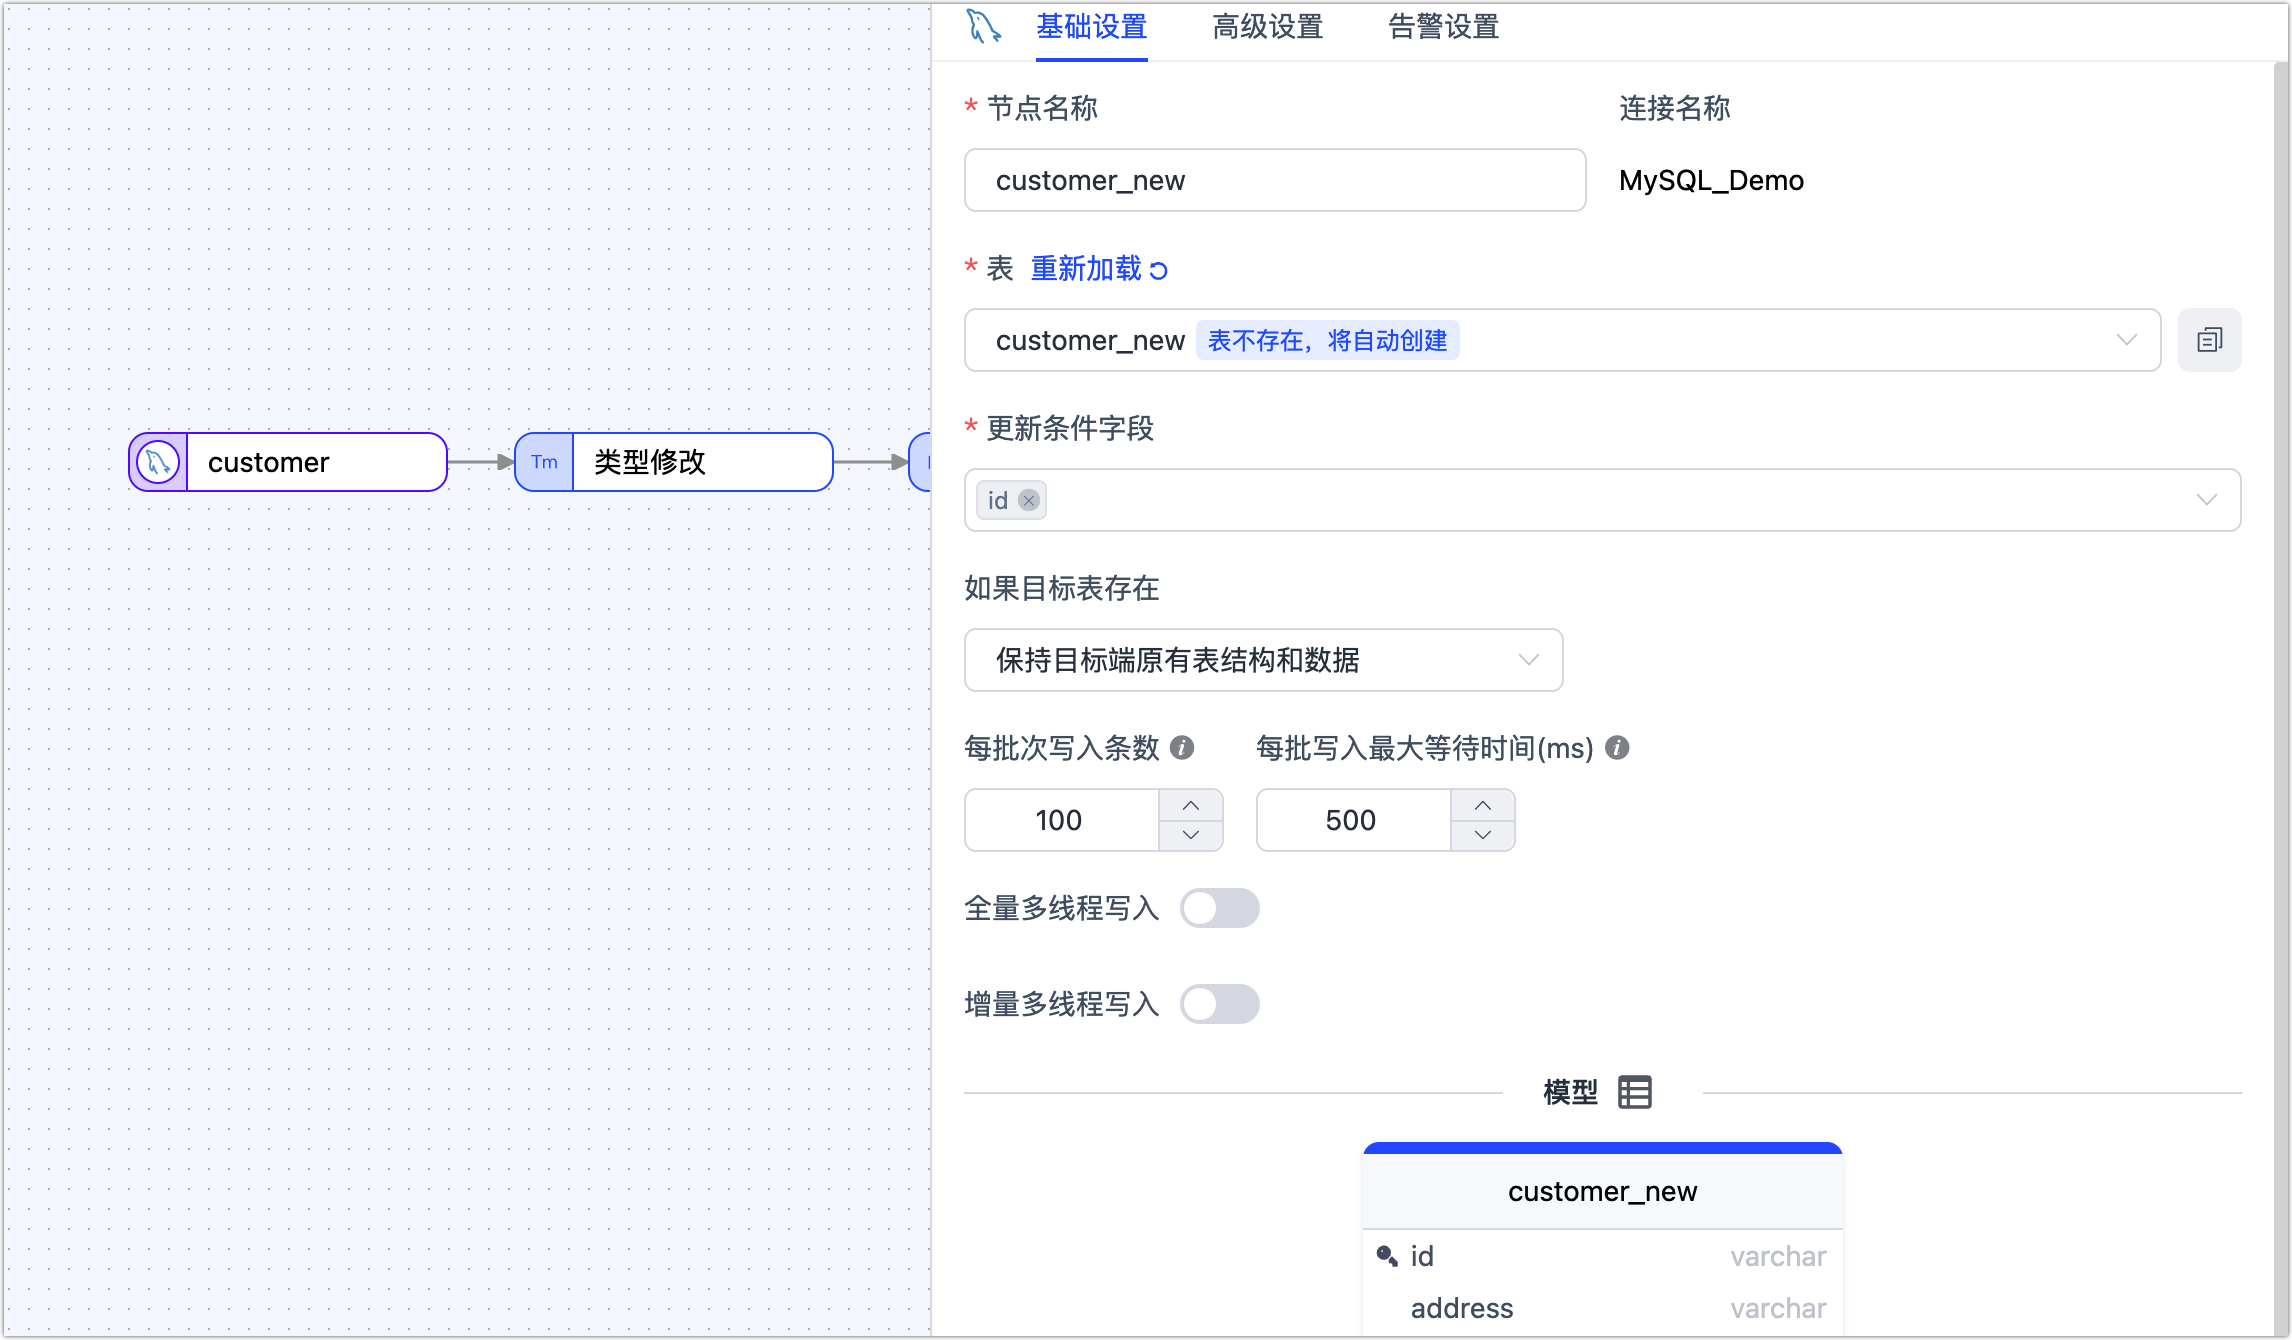 基础设置 高级设置 告警设置
* 节点名称 连接名称
customer_new MySQL_Demo
* 表 重新加载
customer_new 表不存在，将自动创建
* 更新条件字段
id
如果目标表存在
保持目标端原有表结构和数据
每批次写入条数 每批写入最大等待时间(ms)
100 500
全量多线程写入
增量多线程写入
模型
customer_new
id varchar
address varchar
customer Tm 类型修改